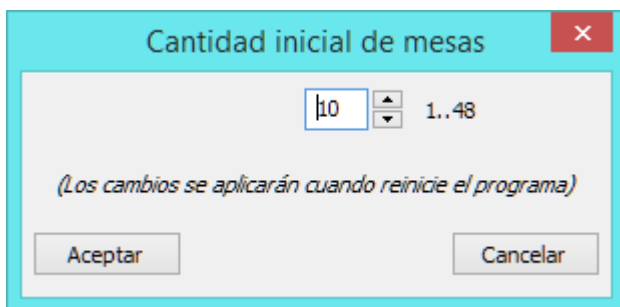 Cantidad inicial de mesas
10 1..48
(Los cambios se aplicarán cuando reinicie el programa)
Aceptar Cancelar